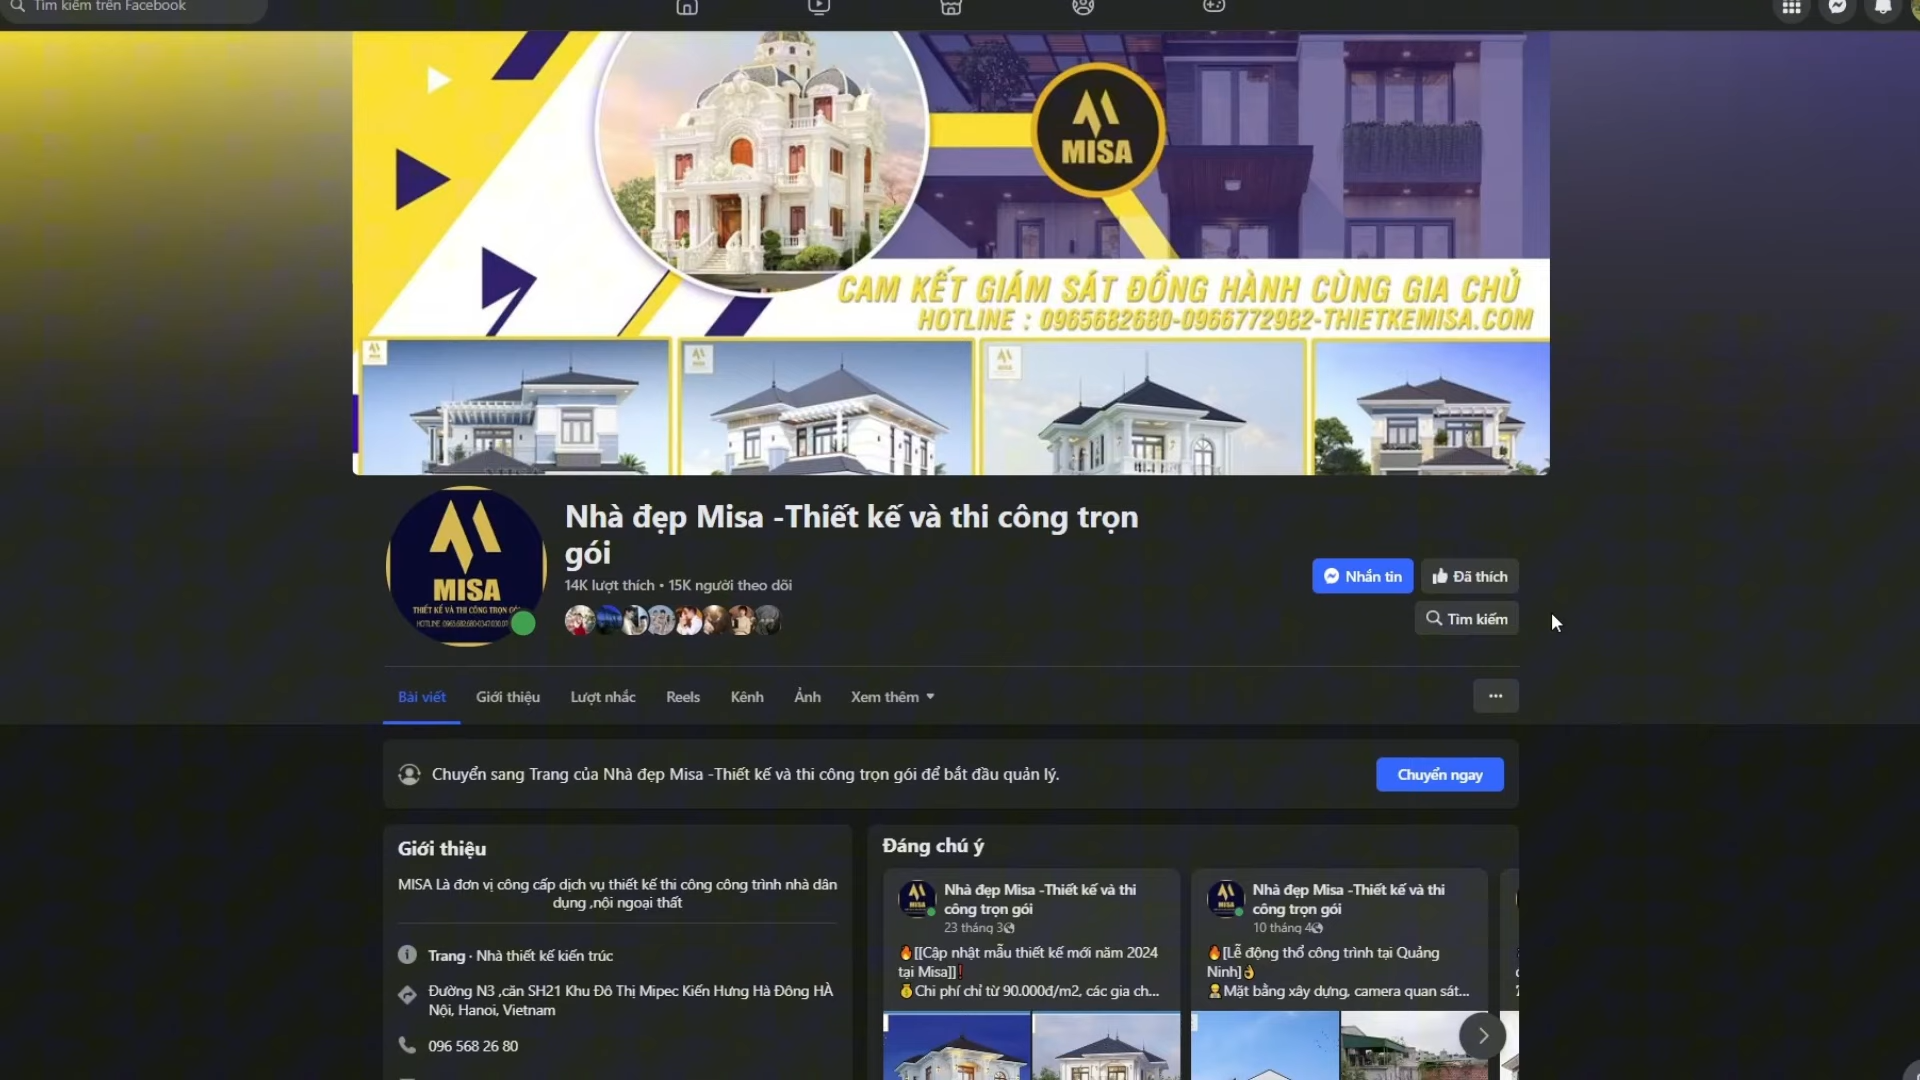 Tìm kiếm trên Facebook
MISA
CAM KẾT GIÁM SÁT ĐỒNG HÀNH CÙNG GIA CHỦ
HOTLINE : 0965682680-0966772982-THIETKEMISA.COM
MISA
THIẾT KẾ VÀ THI CÔNG TRỌN GÓI
Nhà đẹp Misa -Thiết kế và thi công trọn
gói
14K lượt thích • 15K người theo dõi
Nhắn tin
Đã thích
Tìm kiếm
Bài viết
Giới thiệu
Lượt nhắc
Reels
Kênh
Ảnh
Xem thêm
Chuyển sang Trang của Nhà đẹp Misa -Thiết kế và thi công trọn gói để bắt đầu quản lý.
Chuyển ngay
Giới thiệu
MISA Là đơn vị công cấp dịch vụ thiết kế thi công công trình nhà dân
dụng ,nội ngoại thất
Trang · Nhà thiết kế kiến trúc
Đường N3 ,căn SH21 Khu Đô Thị Mipec Kiến Hưng Hà Đông HÀ
Nội, Hanoi, Vietnam
096 568 26 80
Đáng chú ý
Nhà đẹp Misa -Thiết kế và thi
công trọn gói
23 tháng 3
🔥[[Cập nhật mẫu thiết kế mới năm 2024
tại Misa]]❗
💰Chi phí chỉ từ 90.000đ/m2, các gia ch...
Nhà đẹp Misa -Thiết kế và thi
công trọn gói
10 tháng 4
🔥[Lễ động thổ công trình tại Quảng
Ninh]👌
Mặt bằng xây dựng, camera quan sát...